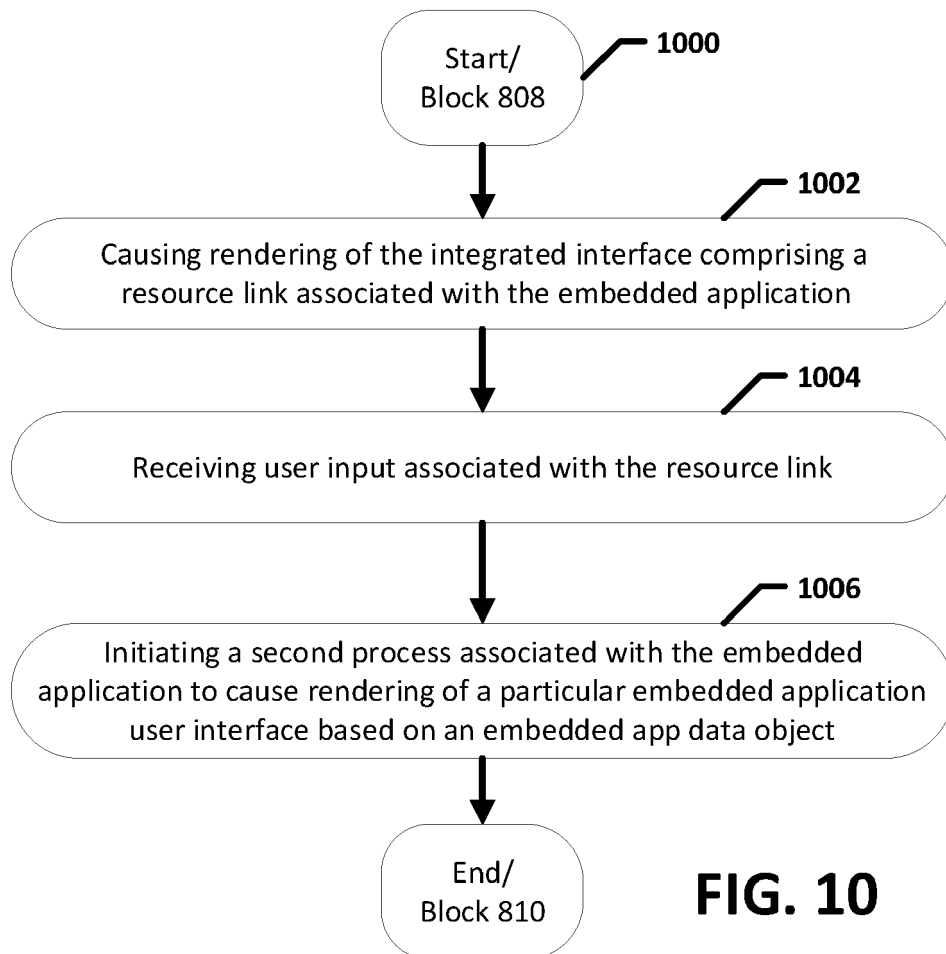 Start/
Block 808
1000
1002
Causing rendering of the integrated interface comprising a
resource link associated with the embedded application
1004
Receiving user input associated with the resource link
1006
Initiating a second process associated with the embedded
application to cause rendering of a particular embedded application
user interface based on an embedded app data object
End/
Block 810
FIG. 10